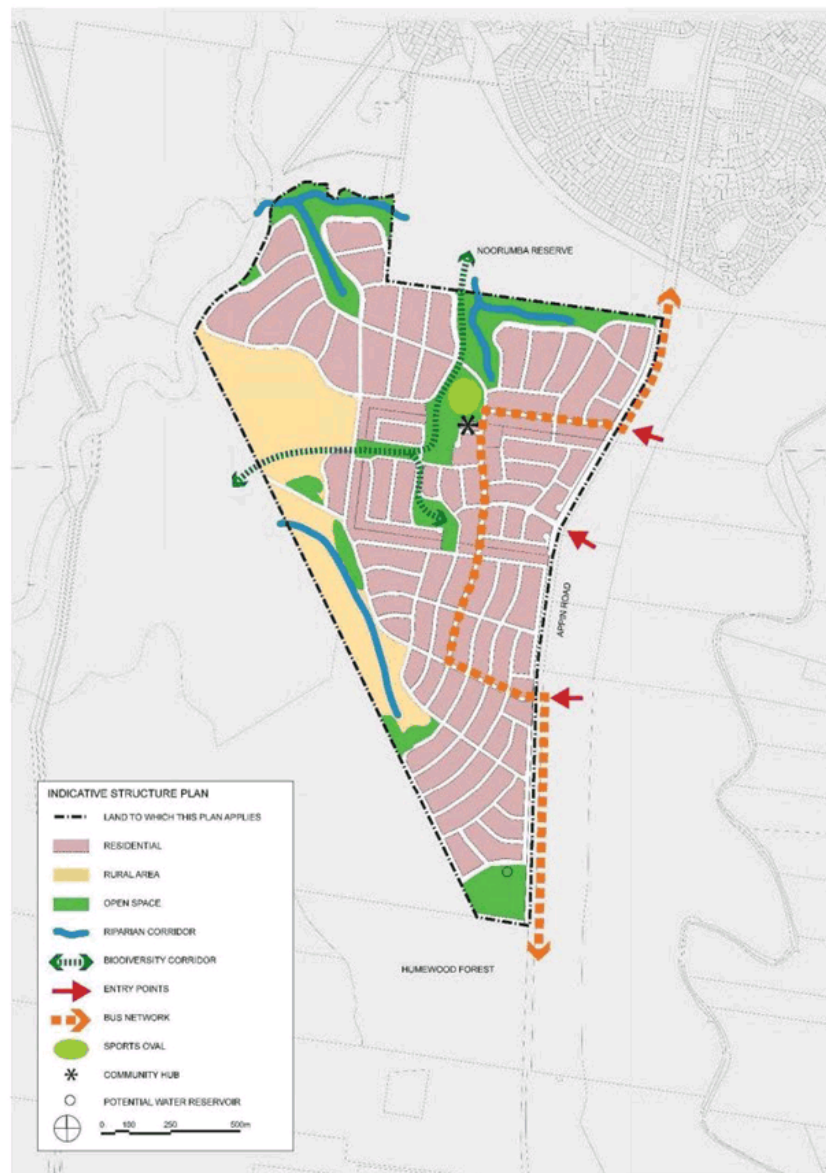 NOORUMBA RESERVE
APPIN ROAD
HUMEWOOD FOREST
INDICATIVE STRUCTURE PLAN
LAND TO WHICH THIS PLAN APPLIES
RESIDENTIAL
RURAL AREA
OPEN SPACE
RIPARIAN CORRIDOR
BIODIVERSITY CORRIDOR
ENTRY POINTS
BUS NETWORK
SPORTS OVAL
COMMUNITY HUB
POTENTIAL WATER RESERVOIR
0 100 250 500m